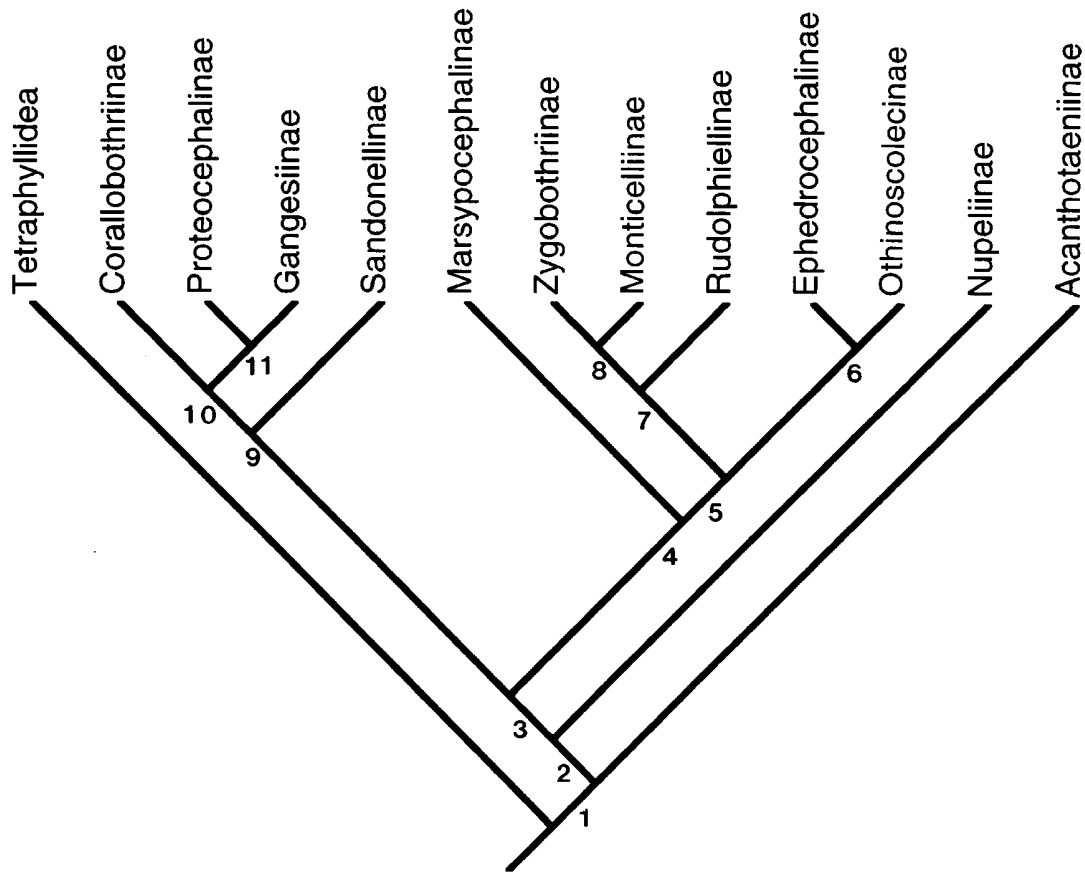 Tetraphyllidea
Corallobothriinae
Proteocephalinae
Gangesiinae
Sandonellinae
Marsypocephalinae
Zygobothriinae
Monticelliinae
Rudolphiellinae
Ephedrocephalinae
Othinoscolecinae
Nupeliinae
Acanthotaeniinae
11
10
9
8
7
6
5
4
3
2
1